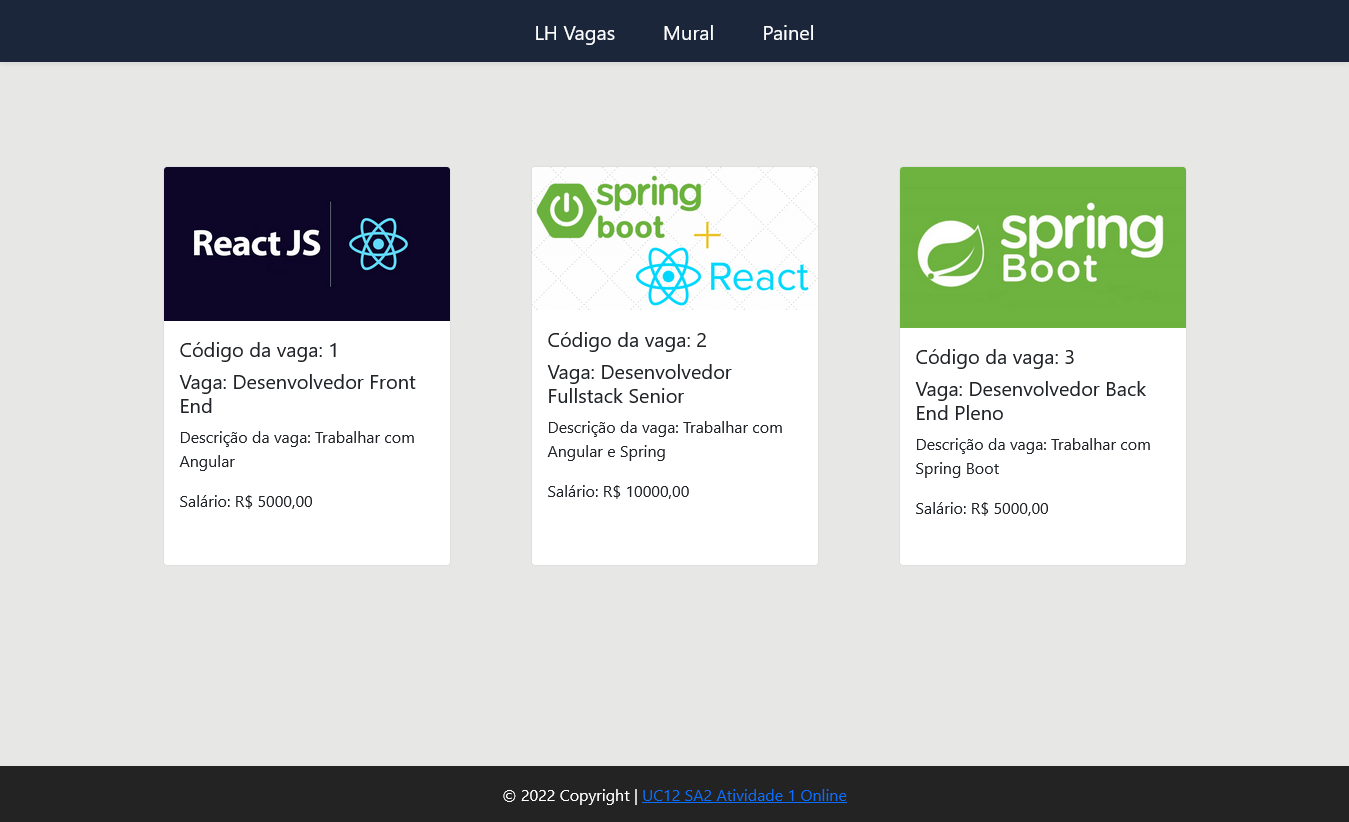 LH Vagas Mural Painel
React JS
Código da vaga: 1
Vaga: Desenvolvedor Front
End
Descrição da vaga: Trabalhar com
Angular
Salário: R$ 5000,00
spring
boot
React
Código da vaga: 2
Vaga: Desenvolvedor
Fullstack Senior
Descrição da vaga: Trabalhar com
Angular e Spring
Salário: R$ 10000,00
spring
Boot
Código da vaga: 3
Vaga: Desenvolvedor Back
End Pleno
Descrição da vaga: Trabalhar com
Spring Boot
Salário: R$ 5000,00
© 2022 Copyright | UC12 SA2 Atividade 1 Online